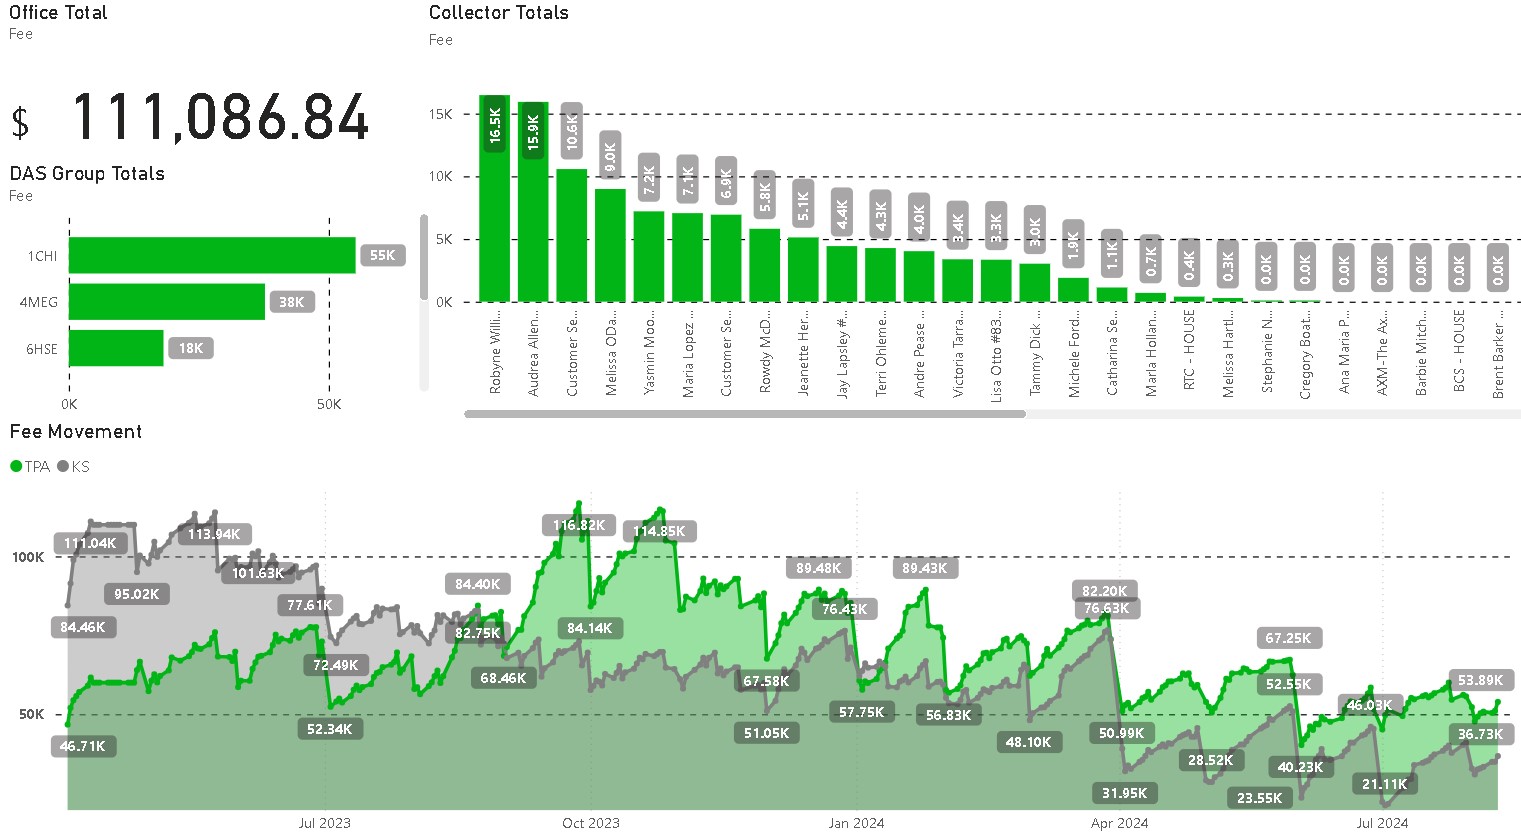 Office Total
Fee
$ 111,086.84
DAS Group Totals
Fee
1CHI 55K
4MEG 38K
6HSE 18K
0K 50K
Collector Totals
Fee
15K
10K
5K
0K
16.5K 15.9K 10.6K 9.0K 7.2K 7.1K 6.9K 5.8K 5.1K 4.4K 4.3K 4.0K 3.4K 3.3K 3.0K 1.9K 1.1K 0.7K 0.4K 0.3K 0.0K 0.0K 0.0K 0.0K 0.0K 0.0K 0.0K
Robyne Willi...
Audrea Allen...
Customer Se...
Melissa ODa...
Yasmin Moo...
Maria Lopez ...
Customer Se...
Rowdy McD...
Jeanette Her...
Jay Lapsley #...
Terri Ohleme...
Andre Pease ...
Victoria Tarra...
Lisa Otto #83...
Tammy Dick ...
Michele Ford...
Catharina Se...
Marla Hollan...
RTC - HOUSE
Melissa Hartl...
Stephanie N...
Gregory Boat...
Ana Maria P...
AXM-The Ax...
Barbie Mitch...
BCS - HOUSE
Brent Barker ...
Fee Movement
TPA KS
100K
50K
111.04K
95.02K
84.46K
46.71K
113.94K
101.63K
77.61K
72.49K
52.34K
84.40K
82.75K
68.46K
116.82K
84.14K
114.85K
67.58K
51.05K
89.48K
76.43K
57.75K
89.43K
56.83K
48.10K
82.20K
76.63K
50.99K
31.95K
28.52K
23.55K
67.25K
52.55K
40.23K
46.03K
21.11K
53.89K
36.73K
Jul 2023 Oct 2023 Jan 2024 Apr 2024 Jul 2024